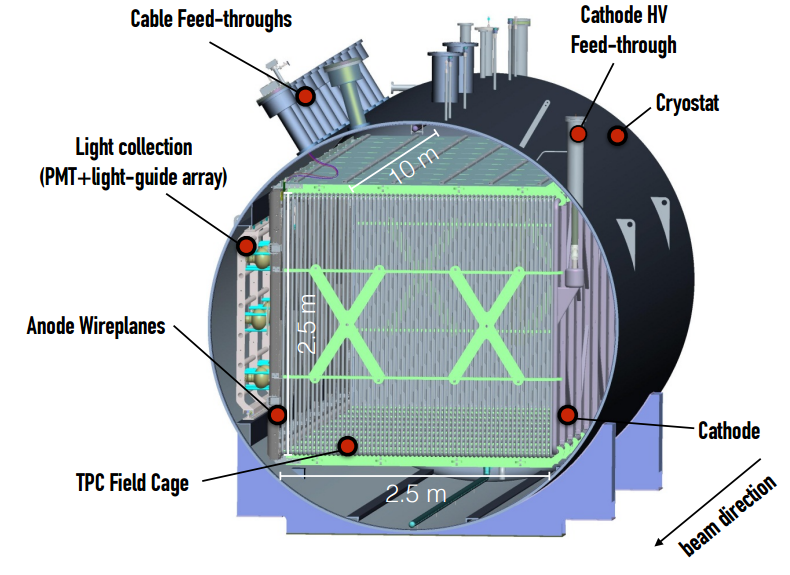 Cable Feed-throughs
Cathode HV
Feed-through
Cryostat
Light collection
(PMT+light-guide array)
10 m
2.5 m
Anode Wireplanes
Cathode
TPC Field Cage
2.5 m
beam direction